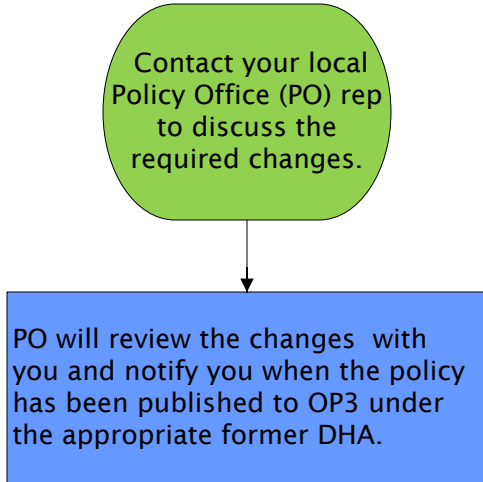 Contact your local
Policy Office (PO) rep
to discuss the
required changes.
PO will review the changes  with
you and notify you when the policy
has been published to OP3 under
the appropriate former DHA.